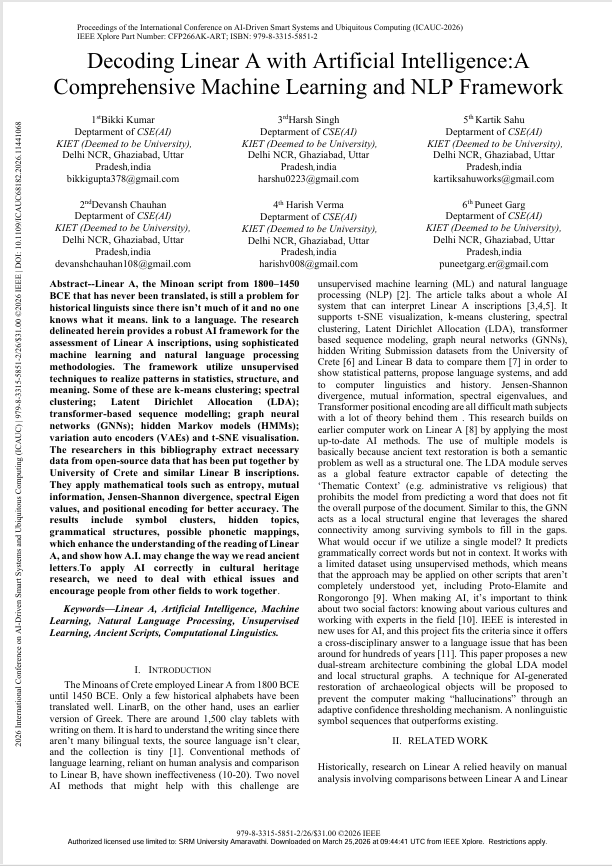 Proceedings of the International Conference on AI-Driven Smart Systems and Ubiquitous Computing (ICAUC-2026)
IEEE Xplore Part Number: CFP266AK-ART; ISBN: 979-8-3315-5851-2
Decoding Linear A with Artificial Intelligence:A
Comprehensive Machine Learning and NLP Framework
1stBikki Kumar
Deptarment of CSE(AI)
KIET (Deemed to be University),
Delhi NCR, Ghaziabad, Uttar
Pradesh,india
bikkigupta378@gmail.com
3rdHarsh Singh
Deptarment of CSE(AI)
KIET (Deemed to be University),
Delhi NCR, Ghaziabad, Uttar
Pradesh,india
harshu0223@gmail.com
5th Kartik Sahu
Deptarment of CSE(AI)
KIET (Deemed to be University),
Delhi NCR, Ghaziabad, Uttar
Pradesh,india
kartiksahuworks@gmail.com
2ndDevansh Chauhan
Deptarment of CSE(AI)
KIET (Deemed to be University),
Delhi NCR, Ghaziabad, Uttar
Pradesh,india
devanshchauhan108@gmail.com
4th Harish Verma
Deptarment of CSE(AI)
KIET (Deemed to be University),
Delhi NCR, Ghaziabad, Uttar
Pradesh,india
harishv008@gmail.com
6th Puneet Garg
Deptarment of CSE(AI)
KIET (Deemed to be University),
Delhi NCR, Ghaziabad, Uttar
Pradesh,india
puneetgarg.er@gmail.com
Abstract--Linear A, the Minoan script from 1800–1450
BCE that has never been translated, is still a problem for
historical linguists since there isn't much of it and no one
knows what it means. link to a language. The research
delineated herein provides a robust AI framework for the
assessment of Linear A inscriptions, using sophisticated
machine learning and natural language processing
methodologies. The framework utilize unsupervised
techniques to realize patterns in statistics, structure, and
meaning. Some of these are k-means clustering; spectral
clustering; Latent Dirichlet Allocation (LDA);
transformer-based sequence modelling; graph neural
networks (GNNs); hidden Markov models (HMMs);
variation auto encoders (VAEs) and t-SNE visualisation.
The researchers in this bibliography extract necessary
data from open-source data that has been put together by
University of Crete and similar Linear B inscriptions.
They apply mathematical tools such as entropy, mutual
information, Jensen-Shannon divergence, spectral Eigen
values, and positional encoding for better accuracy. The
results include symbol clusters, hidden topics,
grammatical structures, possible phonetic mappings,
which enhance the understanding of the reading of Linear
A, and show how A.I. may change the way we read ancient
letters.To apply AI correctly in cultural heritage
research, we need to deal with ethical issues and
encourage people from other fields to work together.
Keywords—Linear A, Artificial Intelligence, Machine
Learning, Natural Language Processing, Unsupervised
Learning, Ancient Scripts, Computational Linguistics.
I. INTRODUCTION
The Minoans of Crete employed Linear A from 1800 BCE
until 1450 BCE. Only a few historical alphabets have been
translated well. LinarB, on the other hand, uses an earlier
version of Greek. There are around 1,500 clay tablets with
writing on them. It is hard to understand the writing since there
aren't many bilingual texts, the source language isn't clear,
and the collection is tiny [1]. Conventional methods of
language learning, reliant on human analysis and comparison
to Linear B, have shown ineffectiveness (10-20). Two novel
AI methods that might help with this challenge are
unsupervised machine learning (ML) and natural language
processing (NLP) [2]. The article talks about a whole AI
system that can interpret Linear A inscriptions [3,4,5]. It
supports t-SNE visualization, k-means clustering, spectral
clustering, Latent Dirichlet Allocation (LDA), transformer
based sequence modeling, graph neural networks (GNNs),
hidden Writing Submission datasets from the University of
Crete [6] and Linear B data to compare them [7] in order to
show statistical patterns, propose language systems, and add
to computer linguistics and history. Jensen-Shannon
divergence, mutual information, spectral eigenvalues, and
Transformer positional encoding are all difficult math subjects
with a lot of theory behind them . This research builds on
earlier computer work on Linear A [8] by applying the most
up-to-date AI methods. The use of multiple models is
basically because ancient text restoration is both a semantic
problem as well as a structural one. The LDA module serves
as a global feature extractor capable of detecting the
'Thematic Context' (e.g. administrative vs religious) that
prohibits the model from predicting a word that does not fit
the overall purpose of the document. Similar to this, the GNN
acts as a local structural engine that leverages the shared
connectivity among surviving symbols to fill in the gaps.
What would occur if we utilize a single model? It predicts
grammatically correct words but not in context. It works with
a limited dataset using unsupervised methods, which means
that the approach may be applied on other scripts that aren't
completely understood yet, including Proto-Elamite and
Rongorongo [9]. When making AI, it's important to think
about two social factors: knowing about various cultures and
working with experts in the field [10]. IEEE is interested in
new uses for AI, and this project fits the criteria since it offers
a cross-disciplinary answer to a language issue that has been
around for hundreds of years [11]. This paper proposes a new
dual-stream architecture combining the global LDA model
and local structural graphs. A technique for AI-generated
restoration of archaeological objects will be proposed to
prevent the computer making "hallucinations" through an
adaptive confidence thresholding mechanism. A nonlinguistic
symbol sequences that outperforms existing.
II. RELATED WORK
Historically, research on Linear A relied heavily on manual
analysis involving comparisons between Linear A and Linear
2026 International Conference on AI-Driven Smart Systems and Ubiquitous Computing (ICAUC) | 979-8-3315-5851-2/26/$31.00 ©2026 IEEE | DOI: 10.1109/ICAUC68182.2026.11441068
979-8-3315-5851-2/26/$31.00 ©2026 IEEE
Authorized licensed use limited to: SRM University Amaravathi. Downloaded on March 25,2026 at 09:44:41 UTC from IEEE Xplore. Restrictions apply.